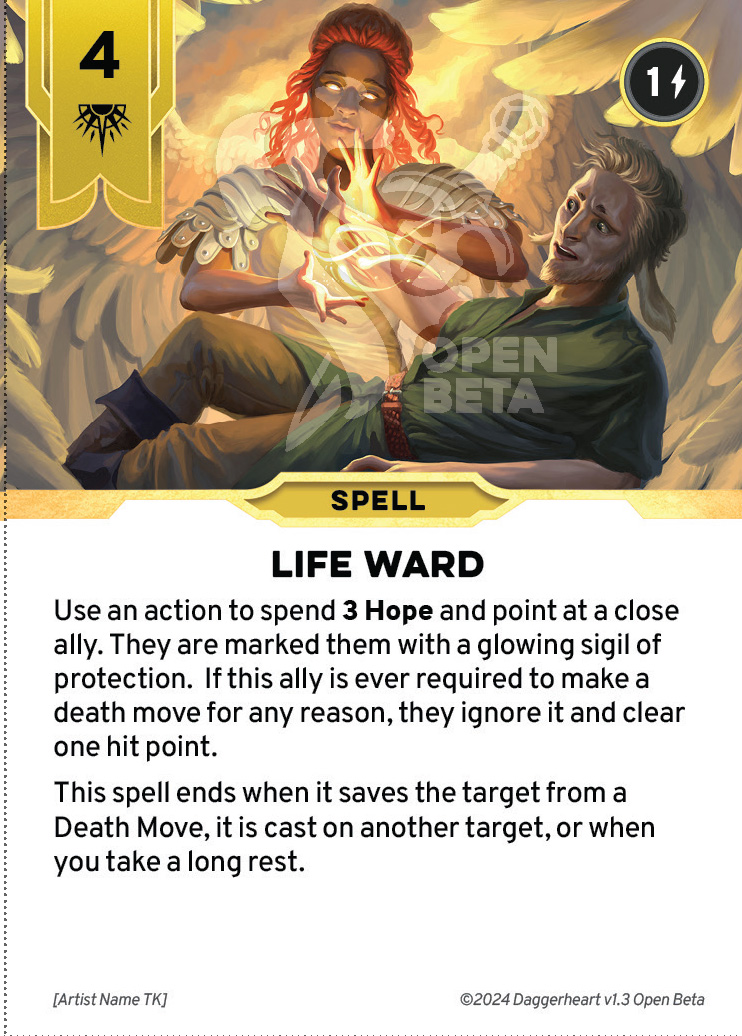 4
1
OPEN
BETA
SPELL
LIFE WARD
Use an action to spend 3 Hope and point at a close
ally. They are marked them with a glowing sigil of
protection.  If this ally is ever required to make a
death move for any reason, they ignore it and clear
one hit point.
This spell ends when it saves the target from a
Death Move, it is cast on another target, or when
you take a long rest.
[Artist Name TK]
©2024 Daggerheart v1.3 Open Beta